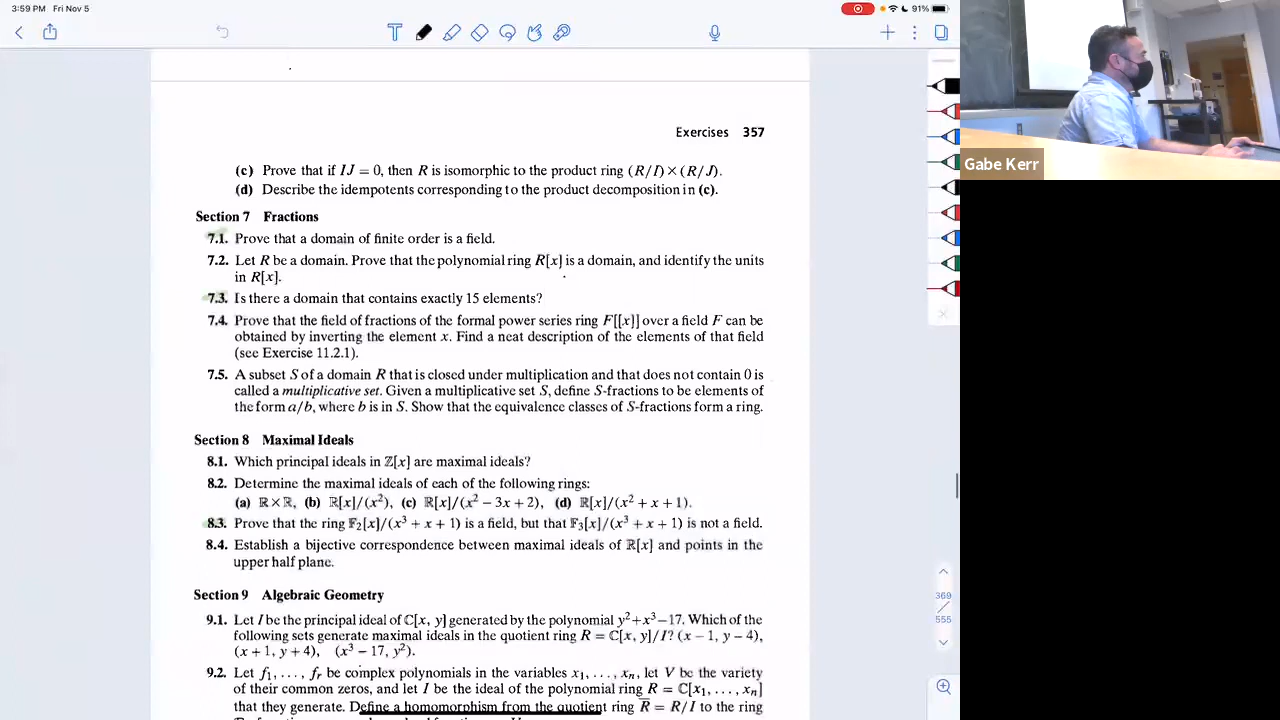 3:59 PM Fri Nov 5
91%
Exercises 357
(c) Prove that if IJ = 0, then R is isomorphic to the product ring (R/I) × (R/J).
(d) Describe the idempotents corresponding to the product decomposition in (c).
Section 7 Fractions
7.1. Prove that a domain of finite order is a field.
7.2. Let R be a domain. Prove that the polynomial ring R[x] is a domain, and identify the units
in R[x].
7.3. Is there a domain that contains exactly 15 elements?
7.4. Prove that the field of fractions of the formal power series ring F[[x]] over a field F can be
obtained by inverting the element x. Find a neat description of the elements of that field
(see Exercise 11.2.1).
7.5. A subset S of a domain R that is closed under multiplication and that does not contain 0 is
called a multiplicative set. Given a multiplicative set S, define S-fractions to be elements of
the form a/b, where b is in S. Show that the equivalence classes of S-fractions form a ring.
Section 8 Maximal Ideals
8.1. Which principal ideals in ℤ[x] are maximal ideals?
8.2. Determine the maximal ideals of each of the following rings:
(a) ℝ × ℝ, (b) ℝ[x]/(x²), (c) ℝ[x]/(x² − 3x + 2), (d) ℝ[x]/(x² + x + 1).
8.3. Prove that the ring 𝔽₂[x]/(x³ + x + 1) is a field, but that 𝔽₃[x]/(x³ + x + 1) is not a field.
8.4. Establish a bijective correspondence between maximal ideals of ℝ[x] and points in the
upper half plane.
Section 9 Algebraic Geometry
9.1. Let I be the principal ideal of ℂ[x, y] generated by the polynomial y² + x³ − 17. Which of the
following sets generate maximal ideals in the quotient ring R = ℂ[x, y]/I? (x − 1, y − 4),
(x + 1, y + 4), (x³ − 17, y²).
9.2. Let f₁, . . . , fᵣ be complex polynomials in the variables x₁, . . . , xₙ, let V be the variety
of their common zeros, and let I be the ideal of the polynomial ring R = ℂ[x₁, . . . , xₙ]
that they generate. Define a homomorphism from the quotient ring R̅ = R/I to the ring
369
555
Gabe Kerr